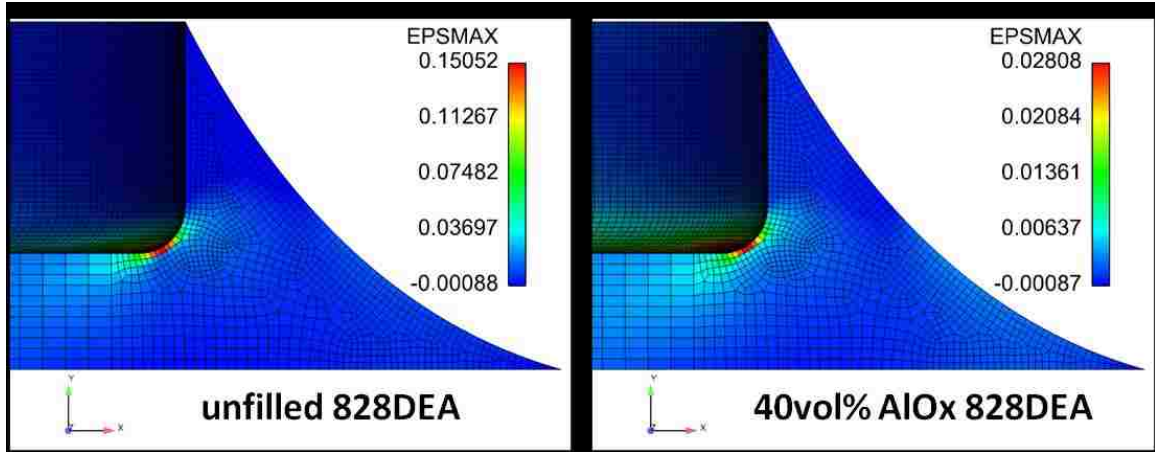 EPSMAX
0.15052
0.11267
0.07482
0.03697
-0.00088
Y
Z
X
unfilled 828DEA
EPSMAX
0.02808
0.02084
0.01361
0.00637
-0.00087
Y
Z
X
40vol% AlOx 828DEA